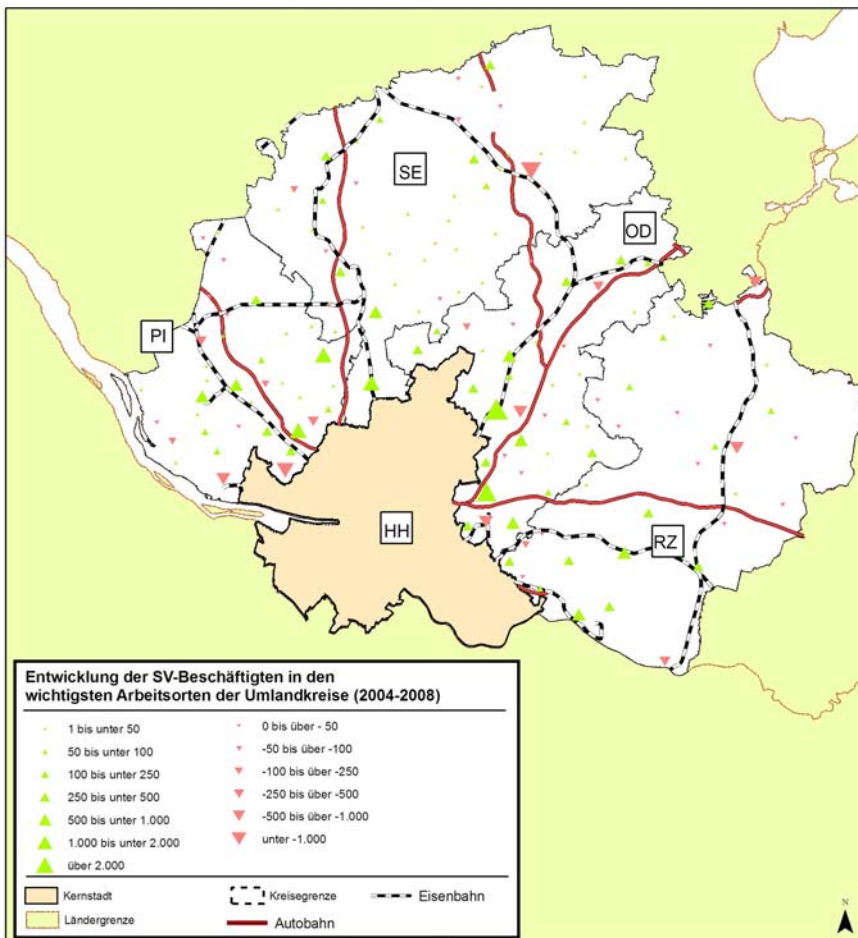 SE
OD
PI
HH
RZ
Entwicklung der SV-Beschäftigten in den
wichtigsten Arbeitsorten der Umlandkreise (2004-2008)
1 bis unter 50
50 bis unter 100
100 bis unter 250
250 bis unter 500
500 bis unter 1.000
1.000 bis unter 2.000
über 2.000
0 bis über - 50
-50 bis über -100
-100 bis über -250
-250 bis über -500
-500 bis über -1.000
unter -1.000
Kernstadt
Kreisegrenze
Eisenbahn
Ländergrenze
Autobahn
N